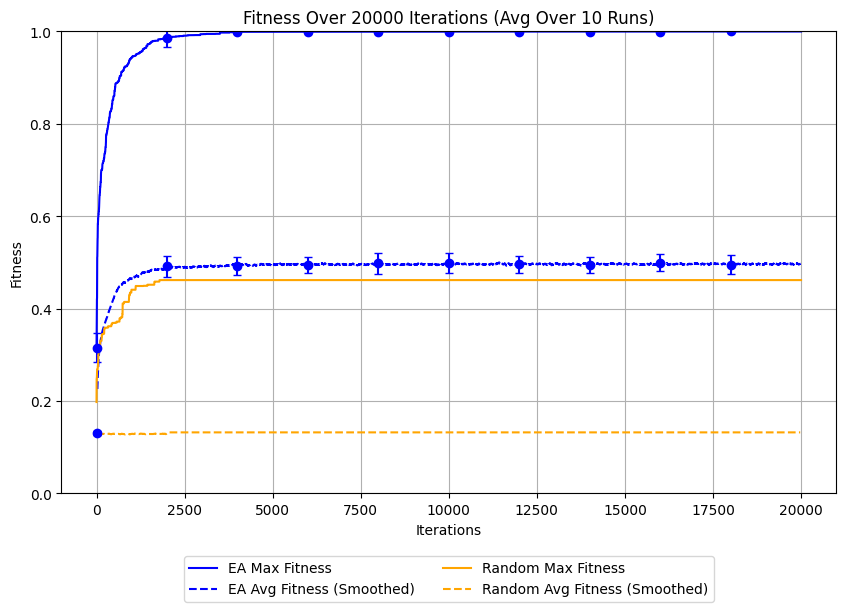 Fitness Over 20000 Iterations (Avg Over 10 Runs)
Fitness
1.0
0.8
0.6
0.4
0.2
0.0
0 2500 5000 7500 10000 12500 15000 17500 20000
Iterations
EA Max Fitness
EA Avg Fitness (Smoothed)
Random Max Fitness
Random Avg Fitness (Smoothed)